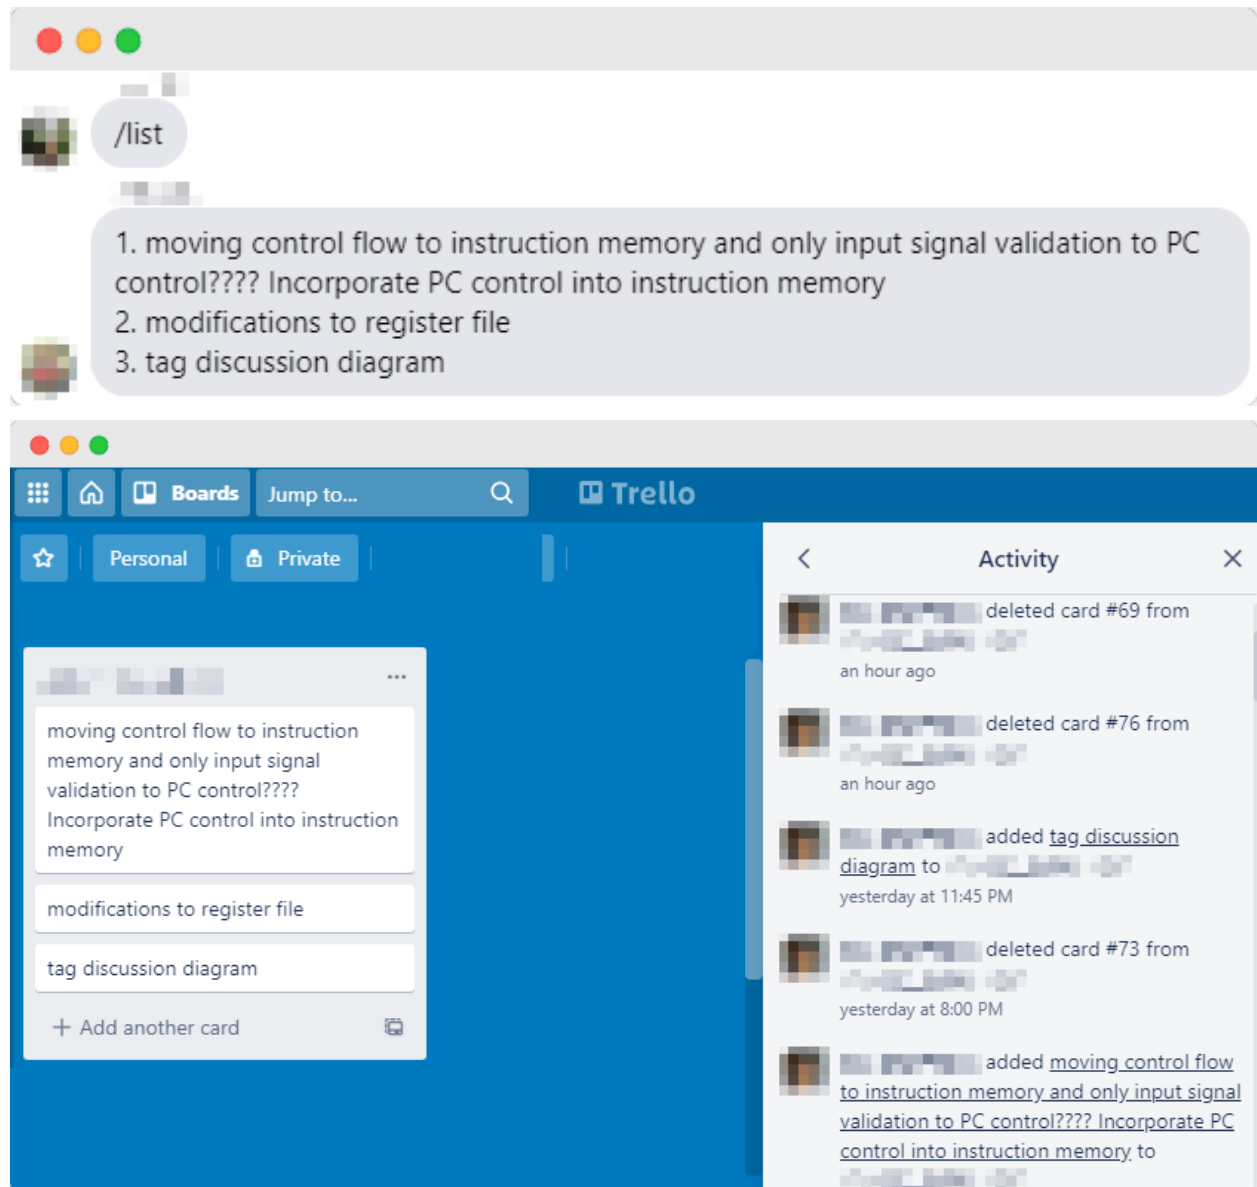 /list
1. moving control flow to instruction memory and only input signal validation to PC
control???? Incorporate PC control into instruction memory
2. modifications to register file
3. tag discussion diagram
Boards
Jump to...
Trello
Personal
Private
moving control flow to instruction
memory and only input signal
validation to PC control????
Incorporate PC control into instruction
memory
modifications to register file
tag discussion diagram
+ Add another card
Activity
deleted card #69 from
an hour ago
deleted card #76 from
an hour ago
added tag discussion
diagram to
yesterday at 11:45 PM
deleted card #73 from
yesterday at 8:00 PM
added moving control flow
to instruction memory and only input signal
validation to PC control???? Incorporate PC
control into instruction memory to